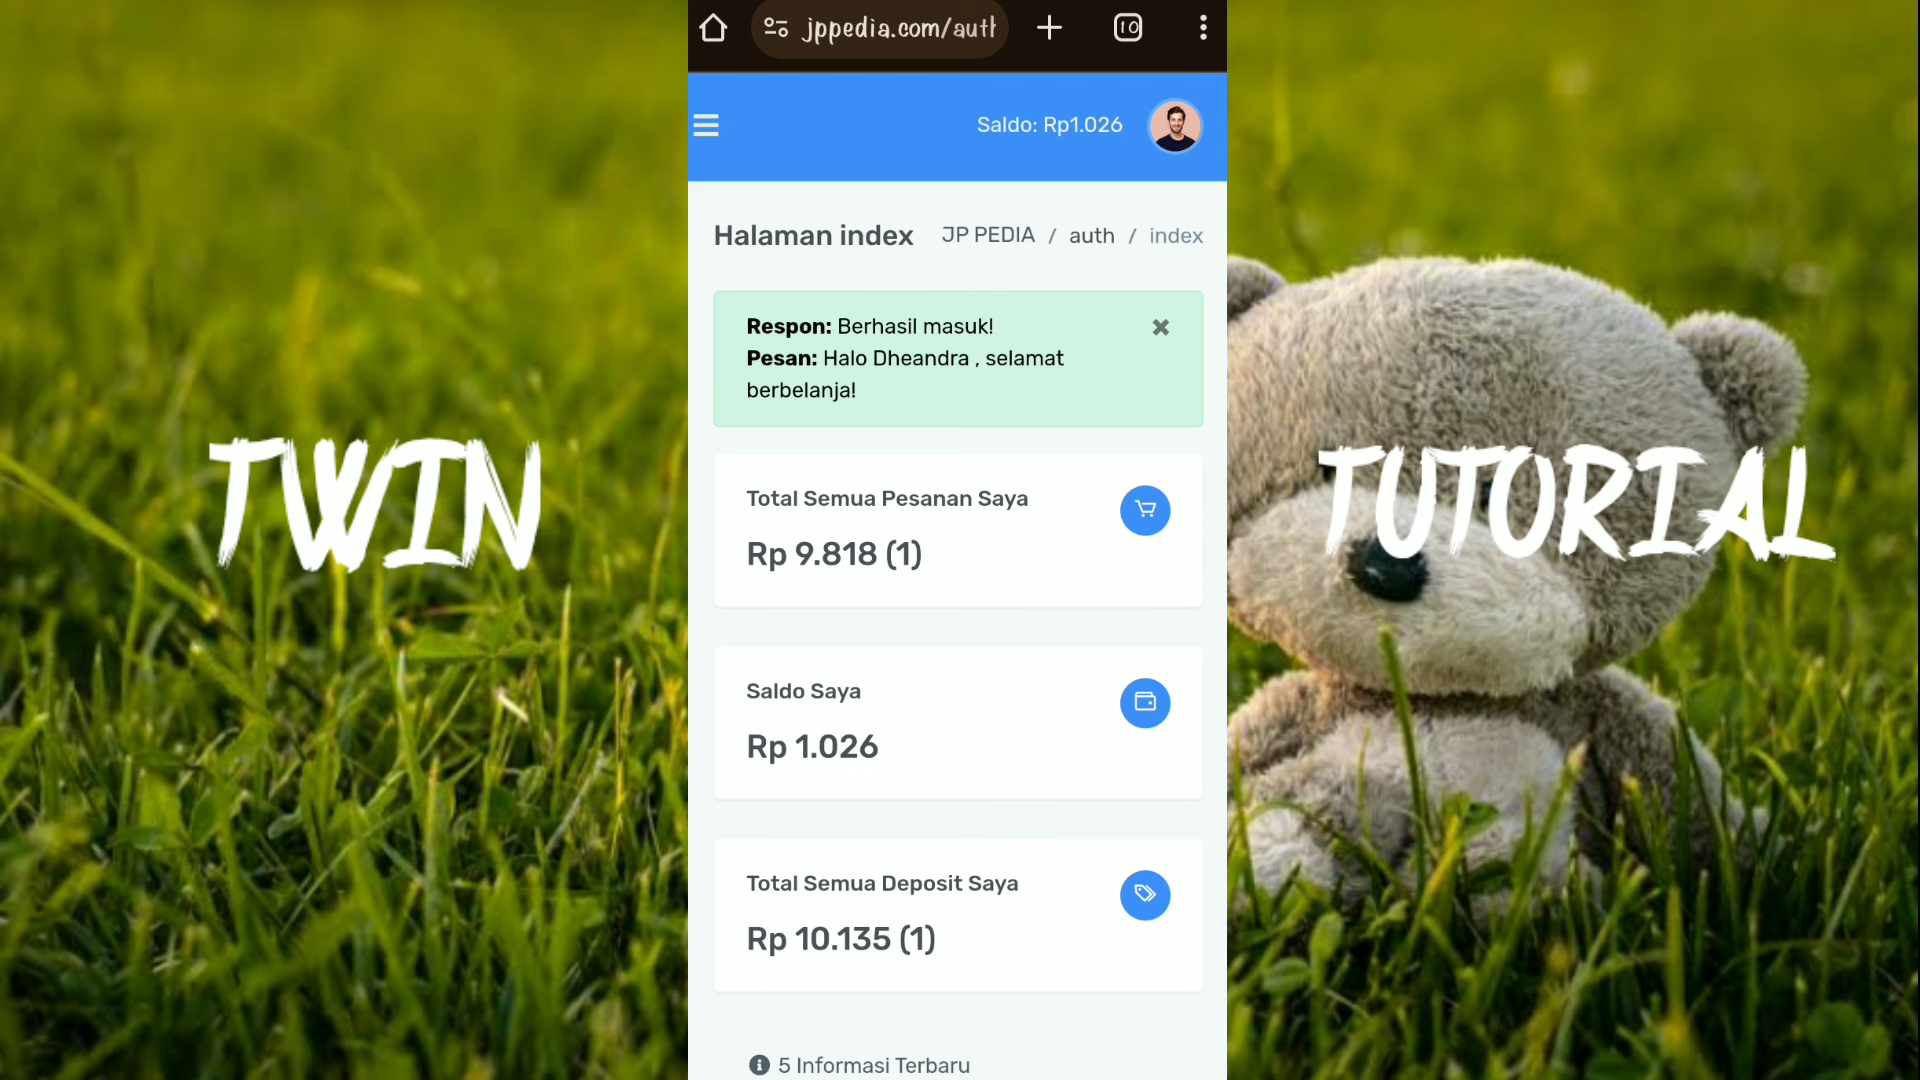 jppedia.com/auth
10
Saldo: Rp1.026
Halaman index
JP PEDIA / auth / index
Respon: Berhasil masuk!
Pesan: Halo Dheandra , selamat
berbelanja!
TWIN
TUTORIAL
Total Semua Pesanan Saya
Rp 9.818 (1)
Saldo Saya
Rp 1.026
Total Semua Deposit Saya
Rp 10.135 (1)
5 Informasi Terbaru